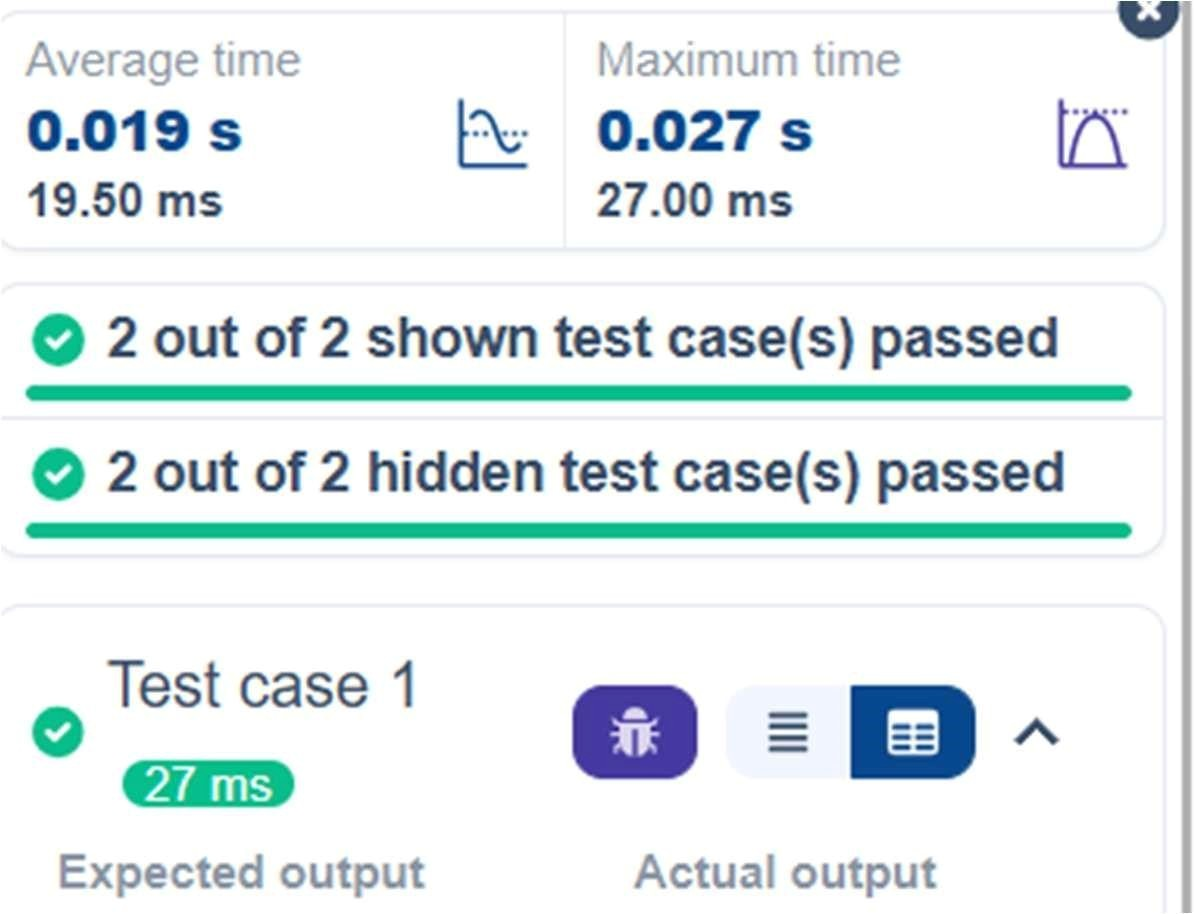 Average time
Maximum time
0.019 s
0.027 s
19.50 ms
27.00 ms
2 out of 2 shown test case(s) passed
2 out of 2 hidden test case(s) passed
Test case 1
27 ms
Expected output
Actual output